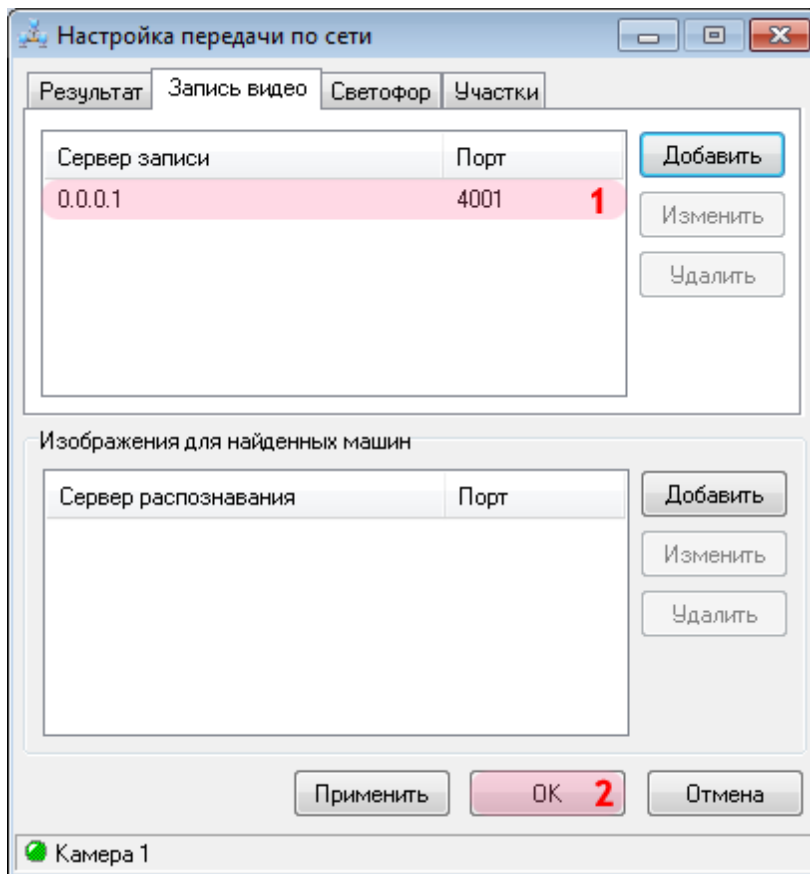 Настройка передачи по сети
Результат Запись видео Светофор Участки
Сервер записи Порт
0.0.0.1 4001 1
Добавить
Изменить
Удалить
Изображения для найденных машин
Сервер распознавания Порт
Добавить
Изменить
Удалить
Применить OK 2 Отмена
Камера 1